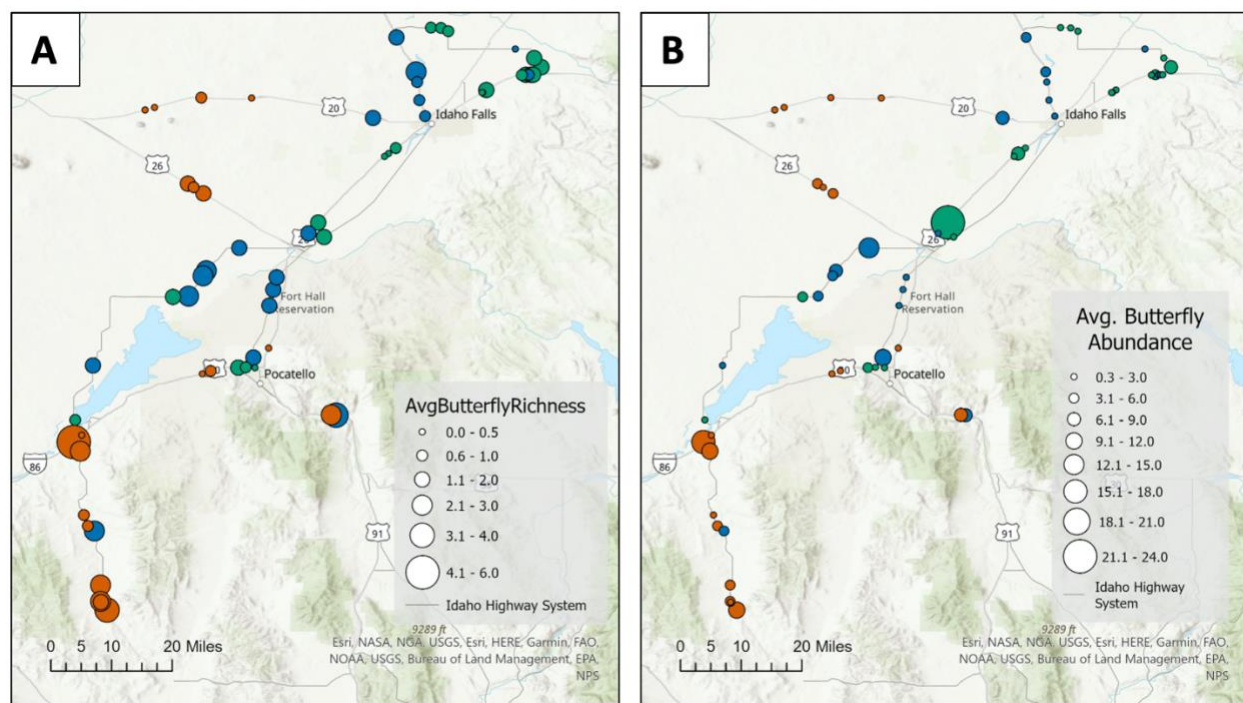 A
20
Idaho Falls
26
26
Fort Hall
Reservation
Pocatello
86
91
AvgButterflyRichness
0.0 - 0.5
0.6 - 1.0
1.1 - 2.0
2.1 - 3.0
3.1 - 4.0
4.1 - 6.0
Idaho Highway System
9289 ft
0 5 10 20 Miles
Esri, NASA, NGA, USGS, Esri, HERE, Garmin, FAO,
NOAA, USGS, Bureau of Land Management, EPA,
NPS
B
20
Idaho Falls
26
26
Fort Hall
Reservation
Pocatello
86
91
Avg. Butterfly
Abundance
0.3 - 3.0
3.1 - 6.0
6.1 - 9.0
9.1 - 12.0
12.1 - 15.0
15.1 - 18.0
18.1 - 21.0
21.1 - 24.0
Idaho Highway
System
9289 ft
0 5 10 20 Miles
Esri, NASA, NGA, USGS, Esri, HERE, Garmin, FAO,
NOAA, USGS, Bureau of Land Management, EPA,
NPS